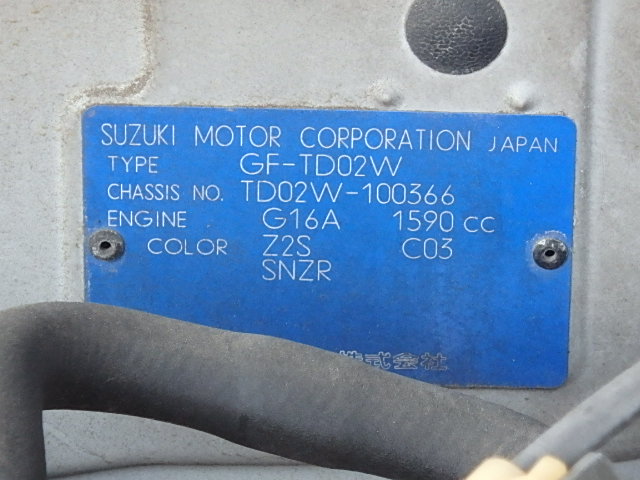 SUZUKI MOTOR CORPORATION JAPAN
TYPE GF-TD02W
CHASSIS NO. TD02W-100366
ENGINE G16A 1590 cc
COLOR Z2S C03
SNZR
株式会社